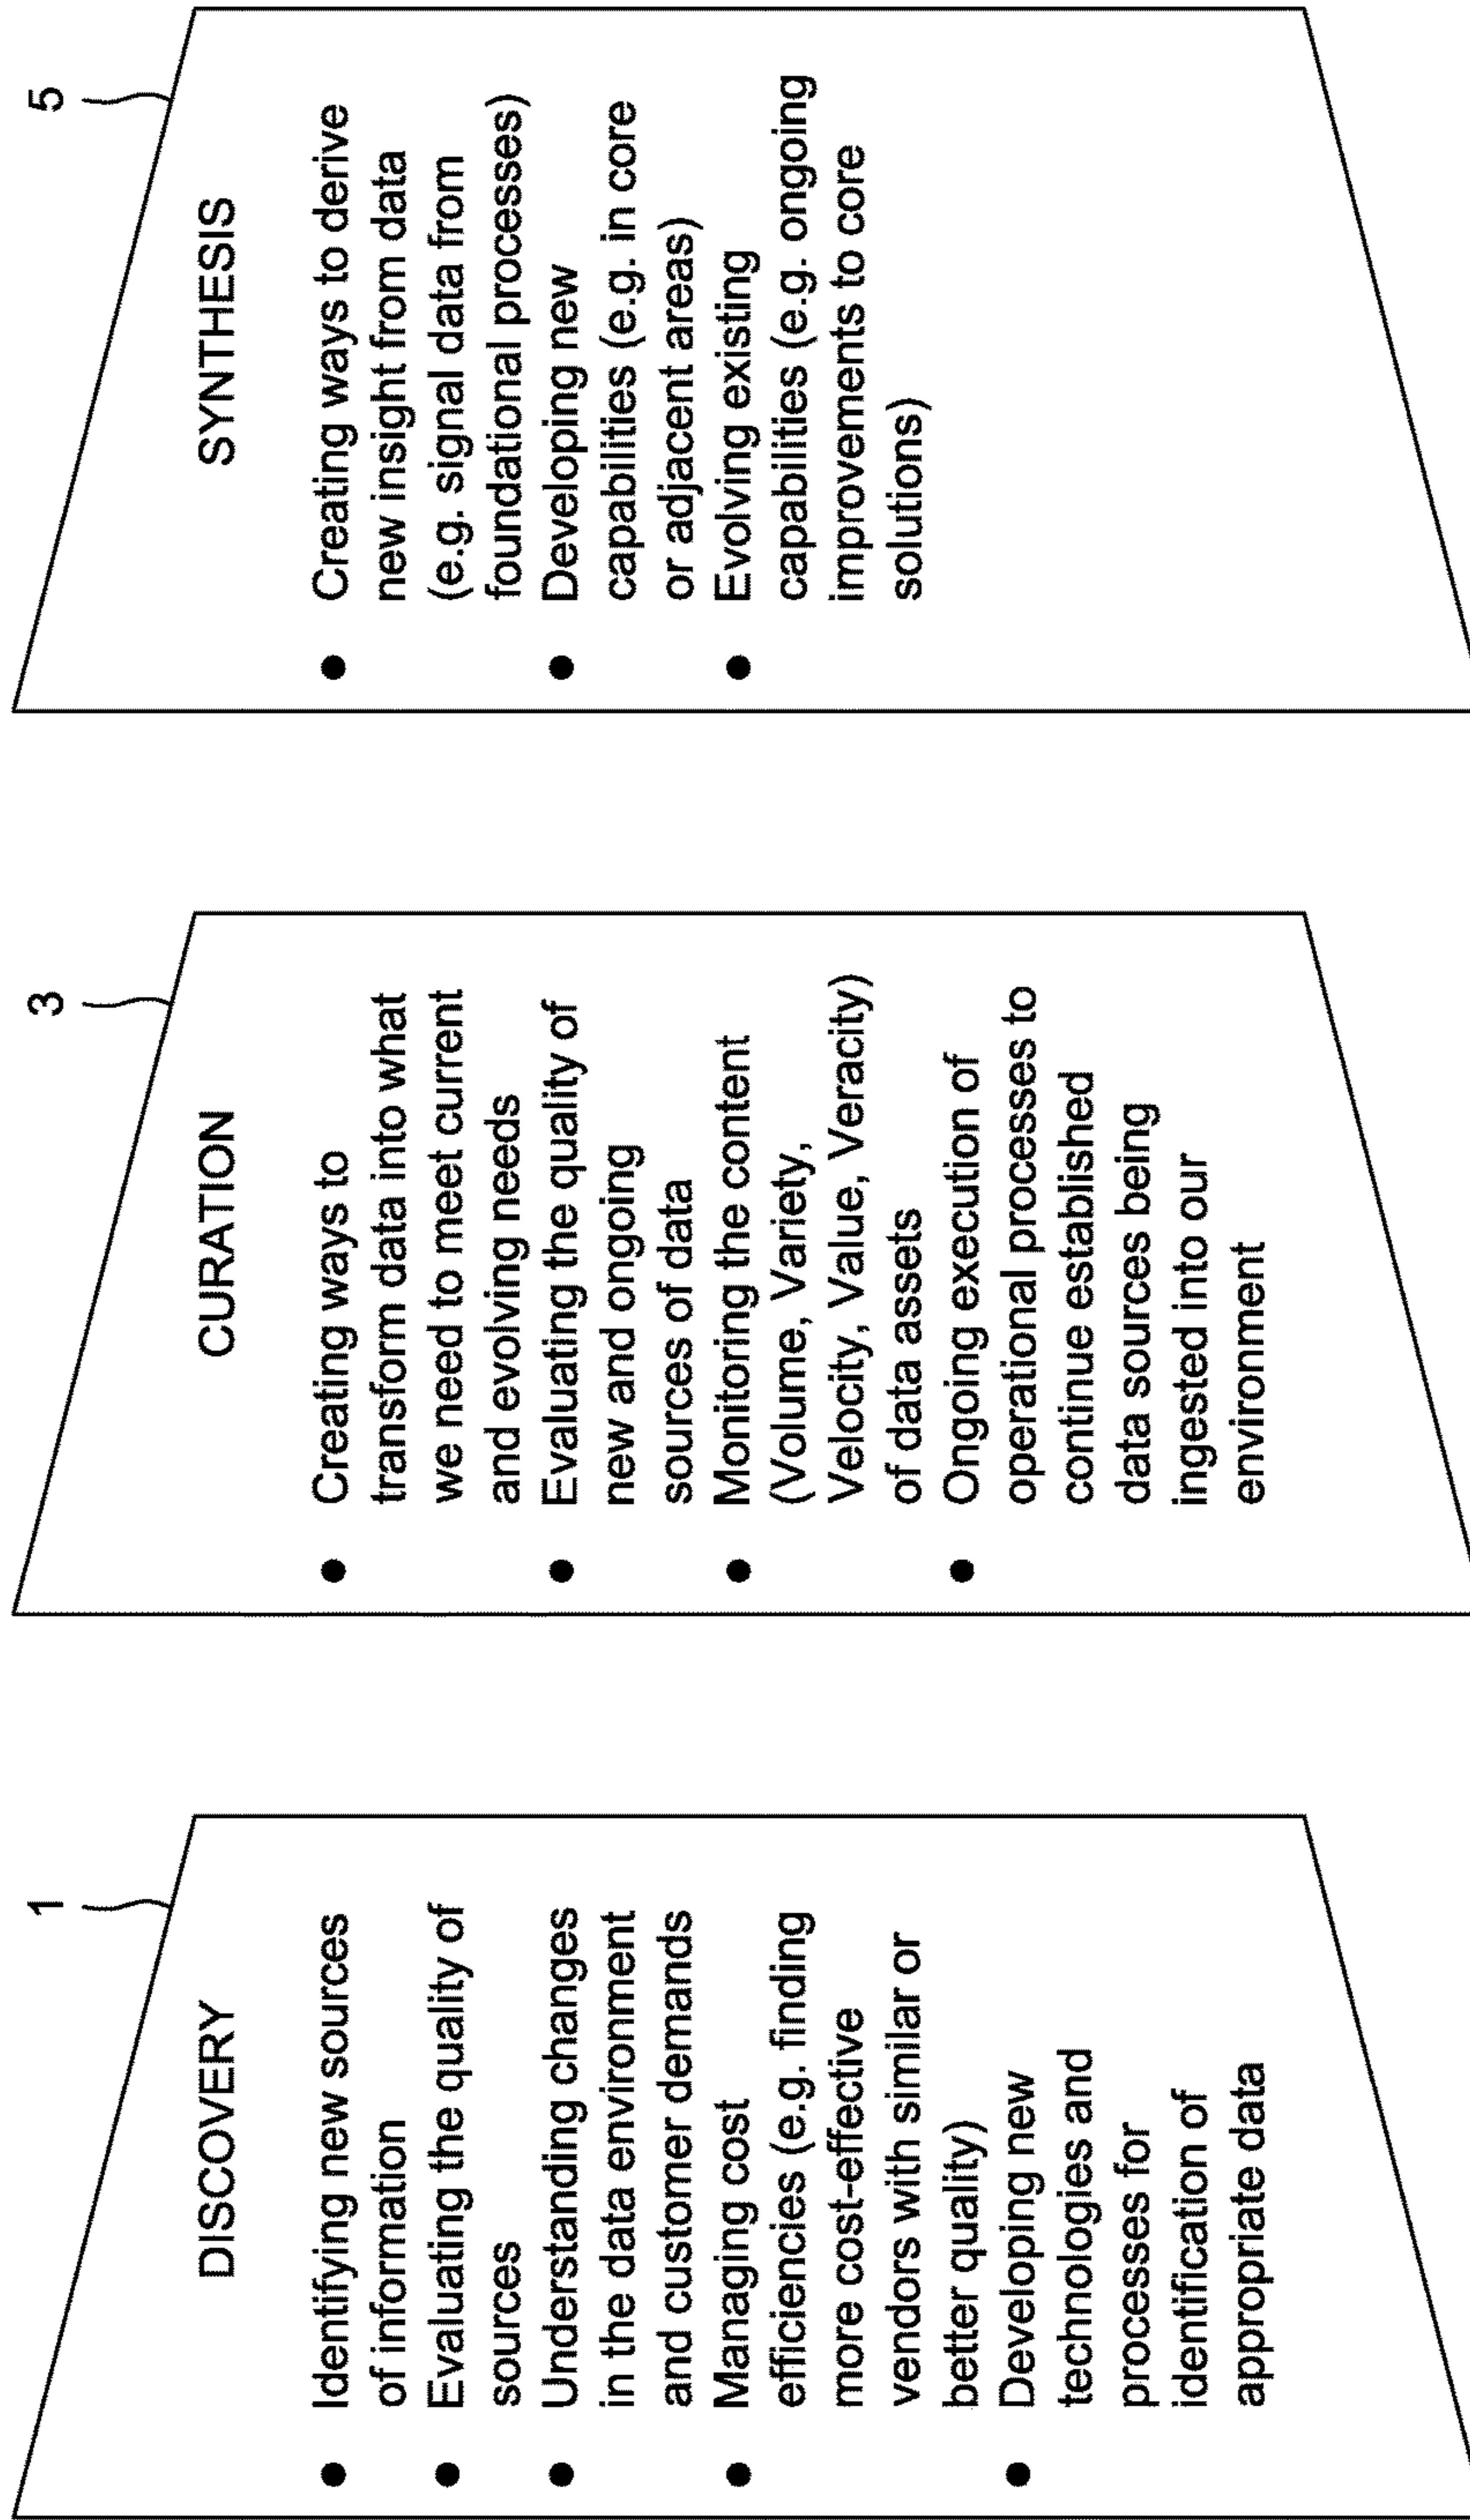 1
DISCOVERY
● Identifying new sources
of information
● Evaluating the quality of
sources
● Understanding changes
in the data environment
and customer demands
● Managing cost
efficiencies (e.g. finding
more cost-effective
vendors with similar or
better quality)
● Developing new
technologies and
processes for
identification of
appropriate data
3
CURATION
● Creating ways to
transform data into what
we need to meet current
and evolving needs
● Evaluating the quality of
new and ongoing
sources of data
● Monitoring the content
(Volume, Variety,
Velocity, Value, Veracity)
of data assets
● Ongoing execution of
operational processes to
continue established
data sources being
ingested into our
environment
5
SYNTHESIS
● Creating ways to derive
new insight from data
(e.g. signal data from
foundational processes)
● Developing new
capabilities (e.g. in core
or adjacent areas)
● Evolving existing
capabilities (e.g. ongoing
improvements to core
solutions)